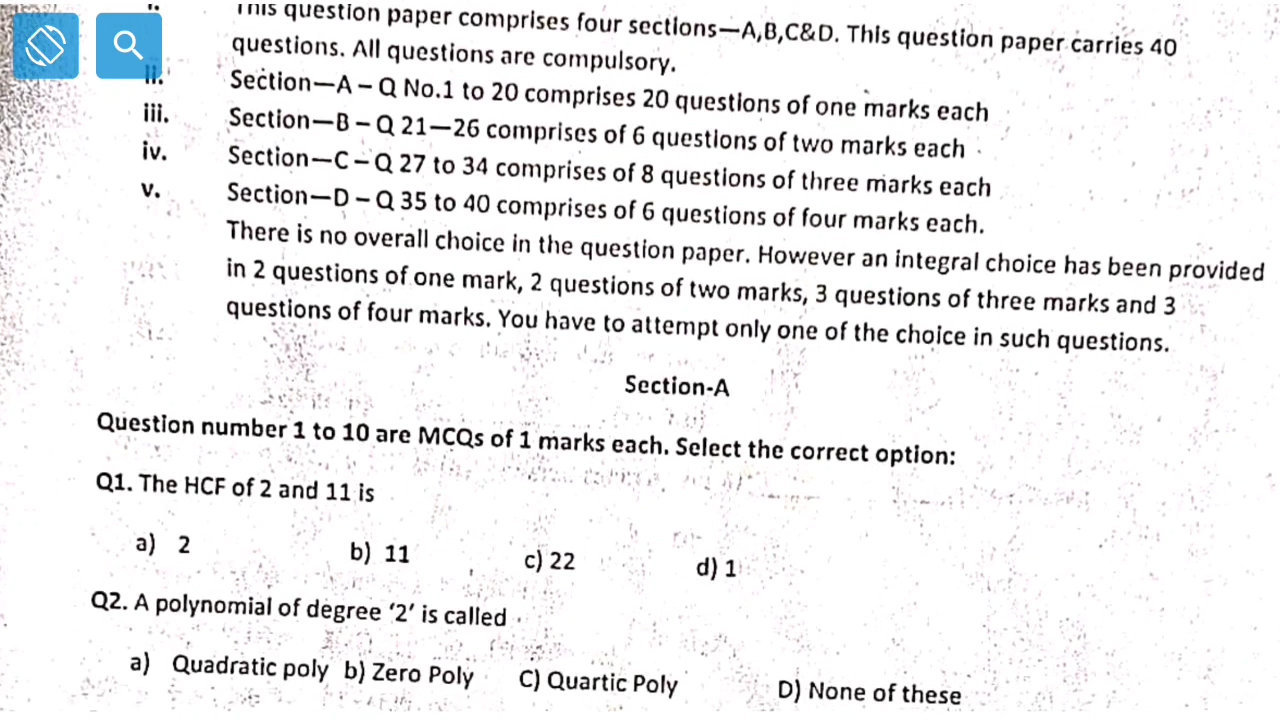 This question paper comprises four sections—A,B,C&D. This question paper carries 40
questions. All questions are compulsory.
ii. Section—A – Q No.1 to 20 comprises 20 questions of one marks each
iii. Section—B – Q 21—26 comprises of 6 questions of two marks each
iv. Section—C – Q 27 to 34 comprises of 8 questions of three marks each
v. Section—D – Q 35 to 40 comprises of 6 questions of four marks each.
There is no overall choice in the question paper. However an integral choice has been provided
in 2 questions of one mark, 2 questions of two marks, 3 questions of three marks and 3
questions of four marks. You have to attempt only one of the choice in such questions.
Section-A
Question number 1 to 10 are MCQs of 1 marks each. Select the correct option:
Q1. The HCF of 2 and 11 is
a) 2 b) 11 c) 22 d) 1
Q2. A polynomial of degree ‘2’ is called
a) Quadratic poly b) Zero Poly C) Quartic Poly D) None of these